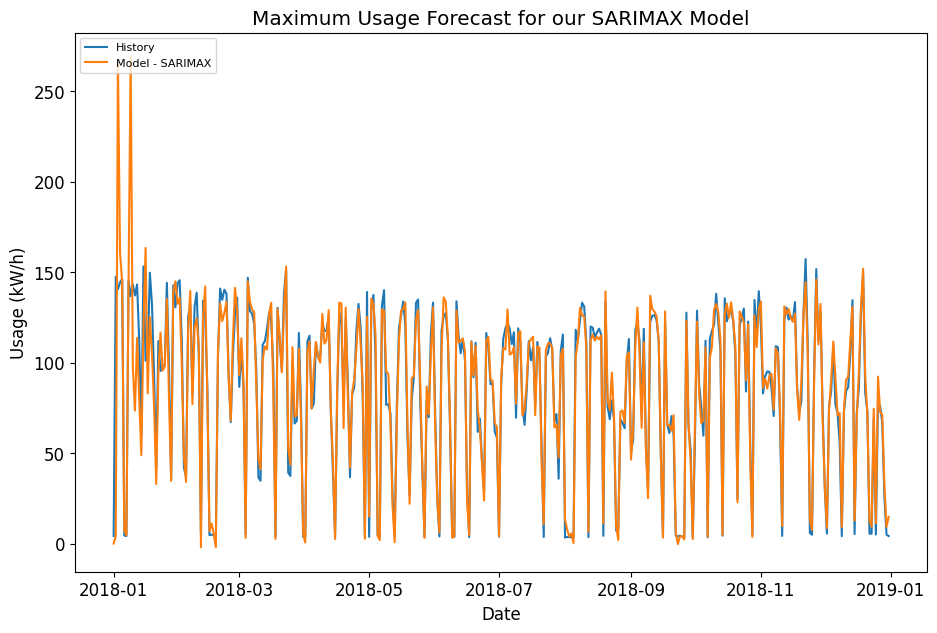 Maximum Usage Forecast for our SARIMAX Model
History
Model - SARIMAX
250
200
150
100
50
0
Usage (kW/h)
2018-01
2018-03
2018-05
2018-07
2018-09
2018-11
2019-01
Date